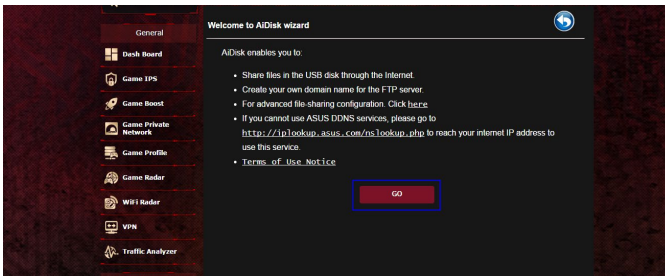 General
Dash Board
Game IPS
Game Boost
Game Private
Network
Game Profile
Game Radar
WiFi Radar
VPN
Traffic Analyzer
Welcome to AiDisk wizard
AiDisk enables you to:
• Share files in the USB disk through the Internet.
• Create your own domain name for the FTP server.
• For advanced file-sharing configuration. Click here
• If you cannot use ASUS DDNS services, please go to
http://iplookup.asus.com/nslookup.php to reach your internet IP address to
use this service.
• Terms of Use Notice
GO